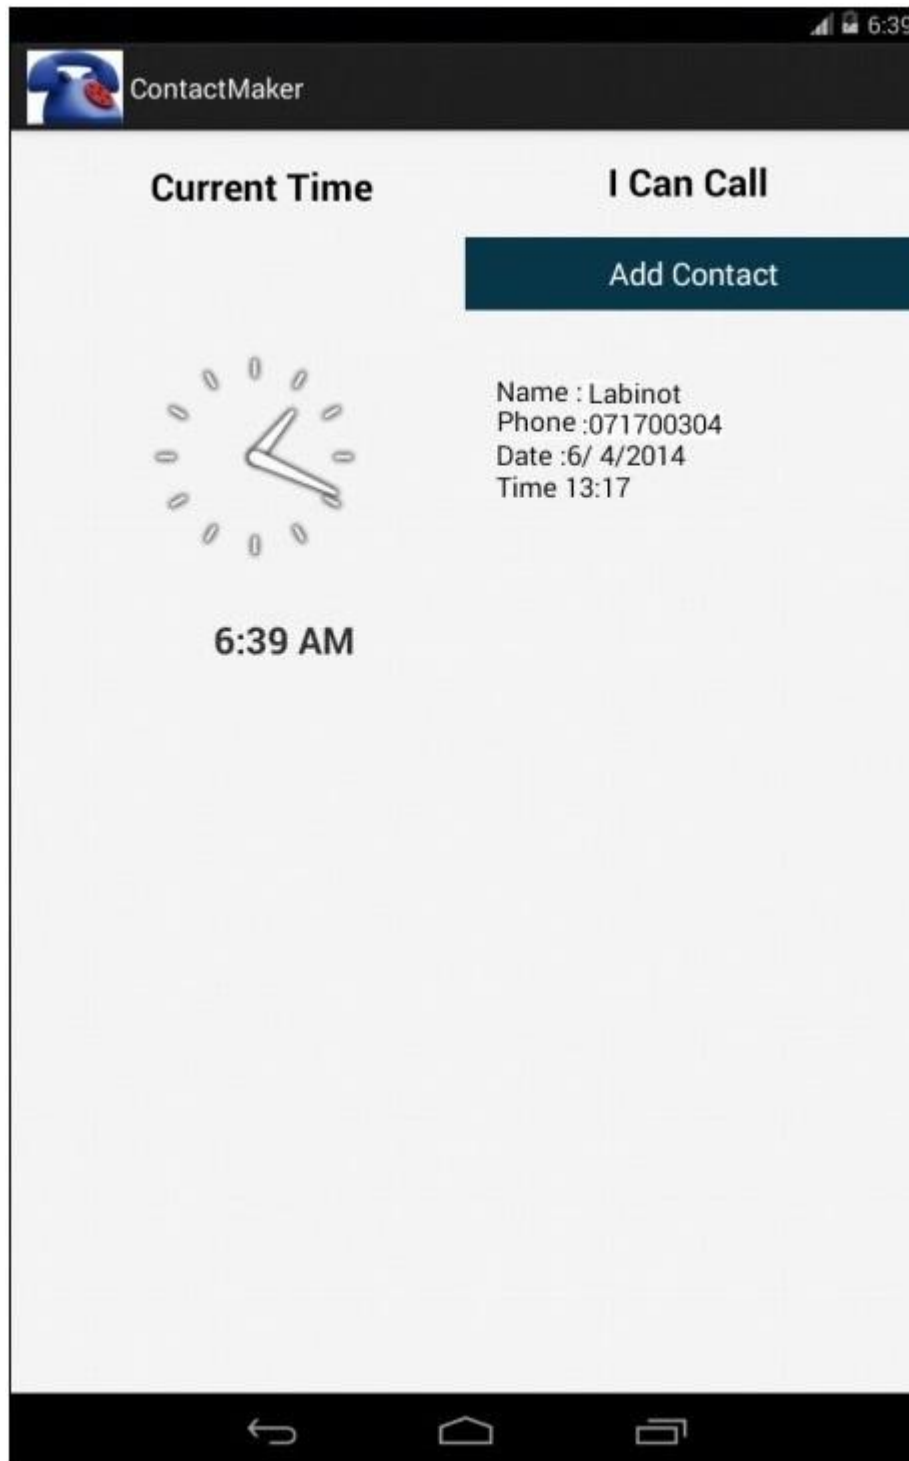 6:39
ContactMaker
Current Time
6:39 AM
I Can Call
Add Contact
Name : Labinot
Phone :071700304
Date :6/ 4/2014
Time 13:17